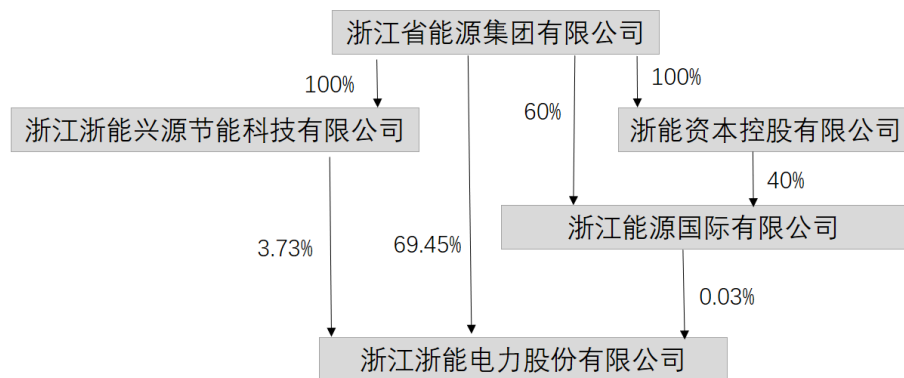 浙江省能源集团有限公司
100%
100%
60%
浙江浙能兴源节能科技有限公司
浙能资本控股有限公司
40%
浙江能源国际有限公司
3.73%
69.45%
0.03%
浙江浙能电力股份有限公司